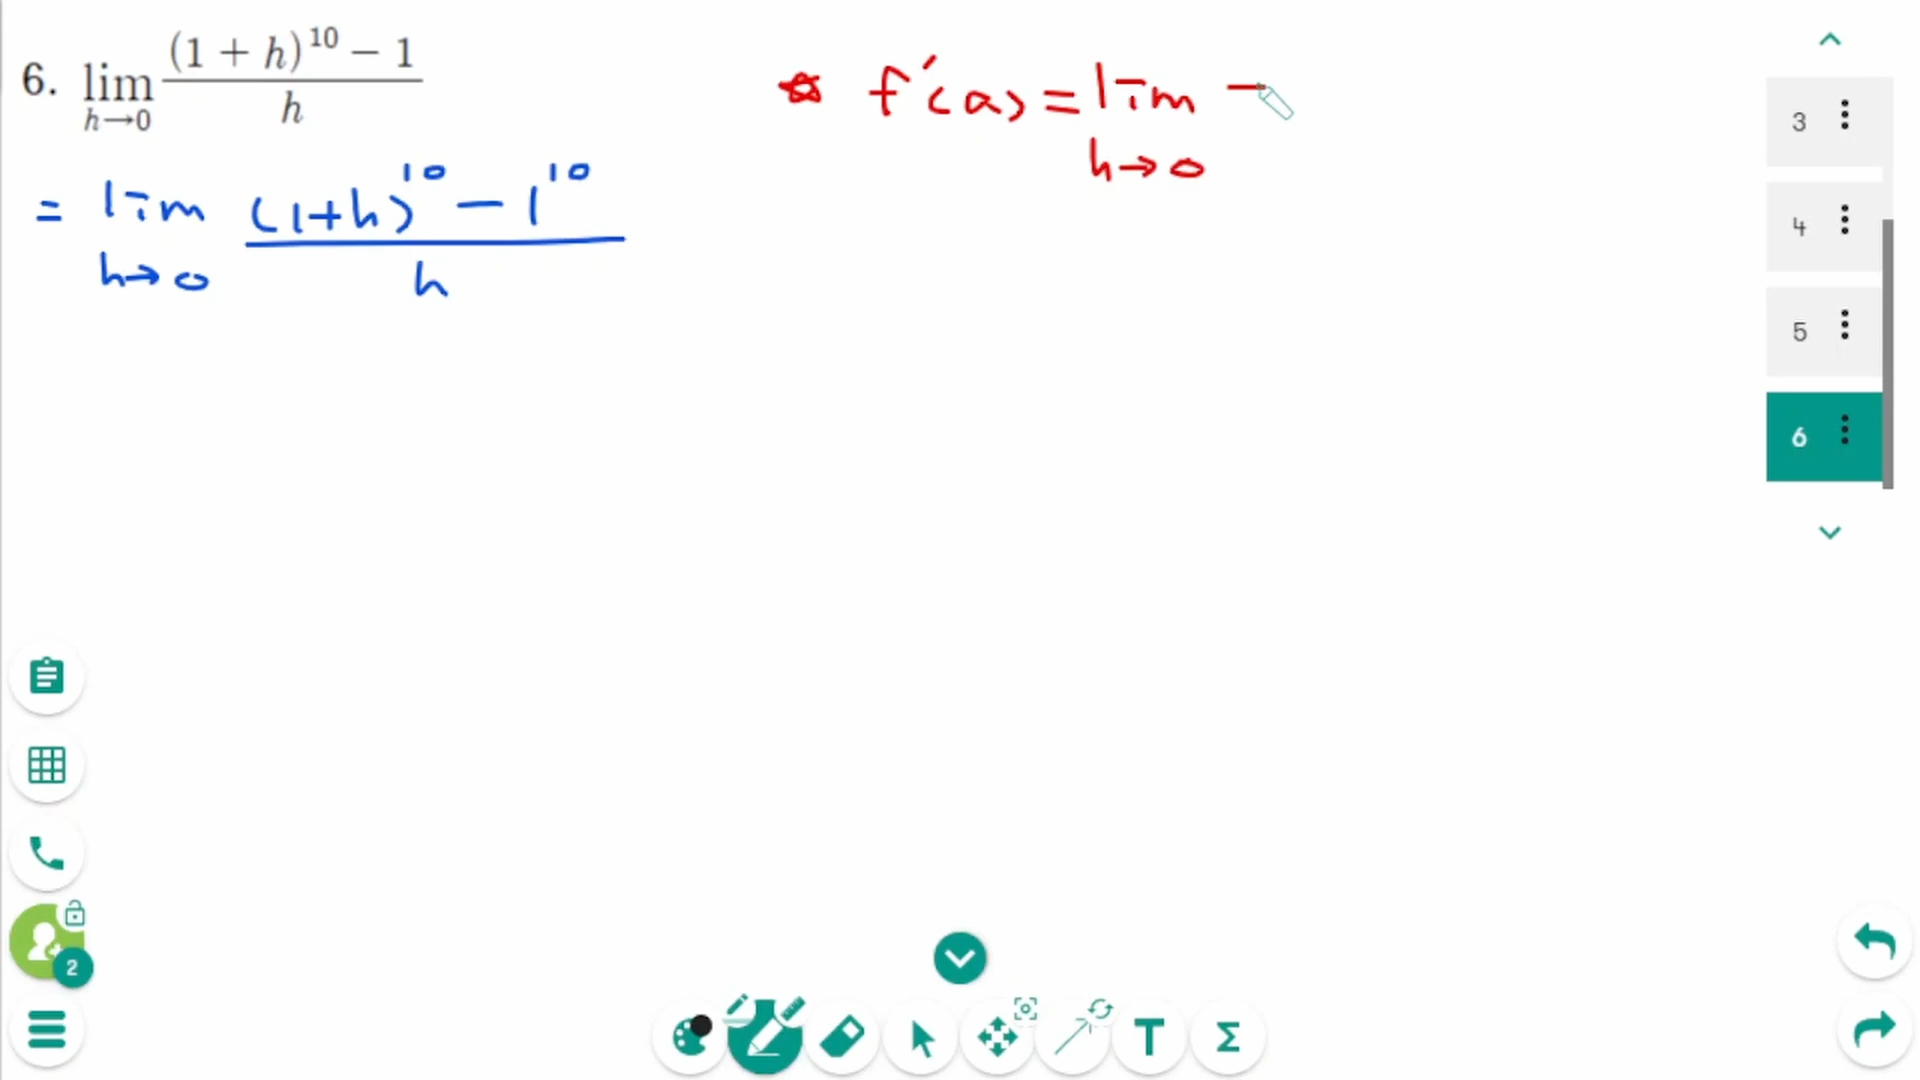 6. lim h→0 (1 + h)^10 − 1 / h
= lim h→0 (1+h)^10 − 1^10 / h
☆ f'(a) = lim h→0 −
3
4
5
6
2
T
Σ